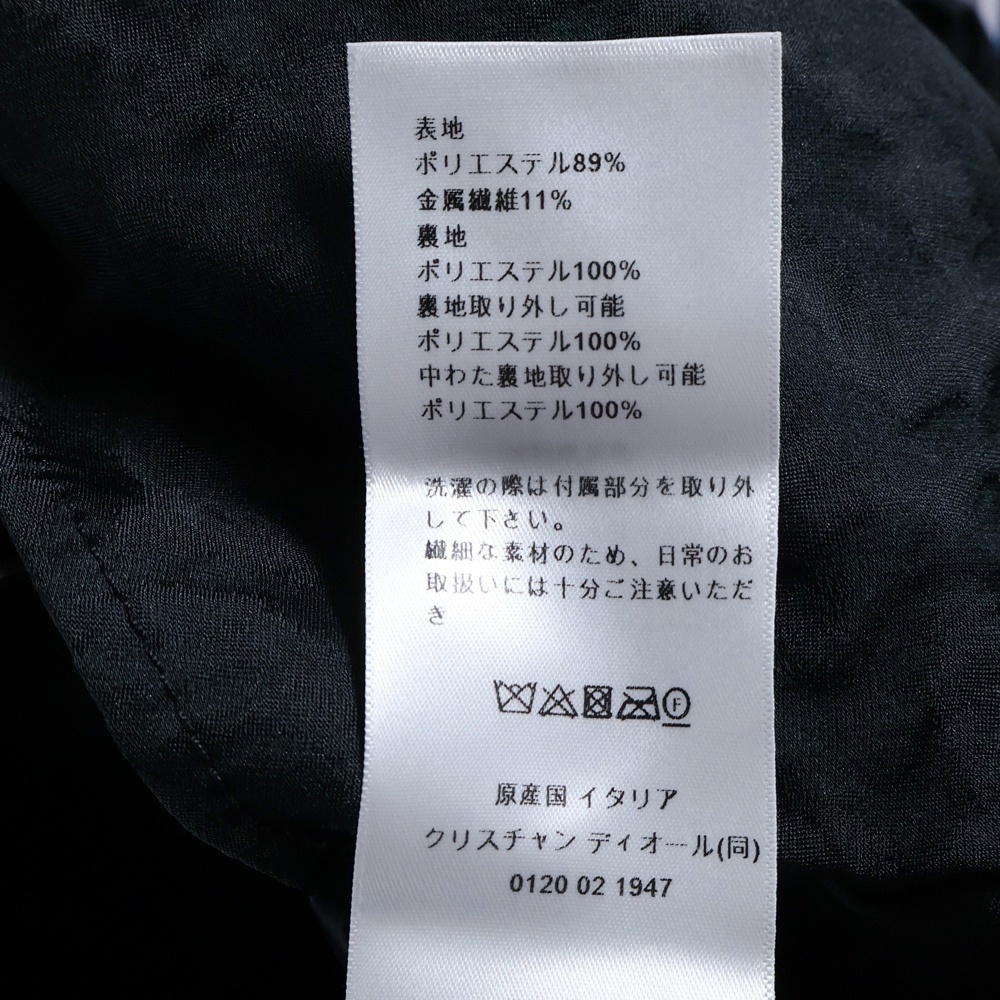 表地
ポリエステル89%
金属繊維11%
裏地
ポリエステル100%
裏地取り外し可能
ポリエステル100%
中わた裏地取り外し可能
ポリエステル100%
洗濯の際は付属部分を取り外
して下さい。
繊細な素材のため、日常のお
取扱いには十分ご注意いただ
き
F
原産国 イタリア
クリスチャン ディオール(同)
0120 02 1947